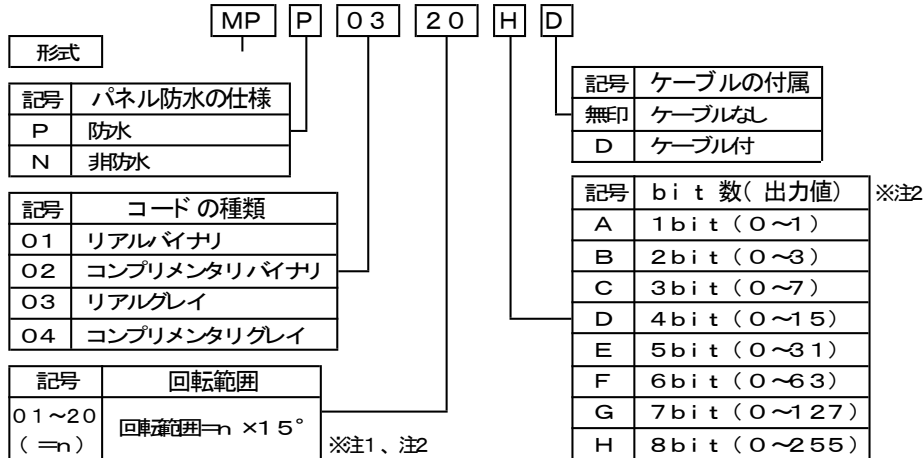 MP P 03 20 H D
形式
記号 パネル防水の仕様
P 防水
N 非防水
記号 コードの種類
01 リアルバイナリ
02 コンプリメンタリバイナリ
03 リアルグレイ
04 コンプリメンタリグレイ
記号 回転範囲
01~20
(=n) 回転範囲=n ×15°
※注1、注2
記号 ケーブルの付属
無印 ケーブルなし
D ケーブル付
記号 bit 数(出力値) ※注2
A 1bit(0~1)
B 2bit(0~3)
C 3bit(0~7)
D 4bit(0~15)
E 5bit(0~31)
F 6bit(0~63)
G 7bit(0~127)
H 8bit(0~255)